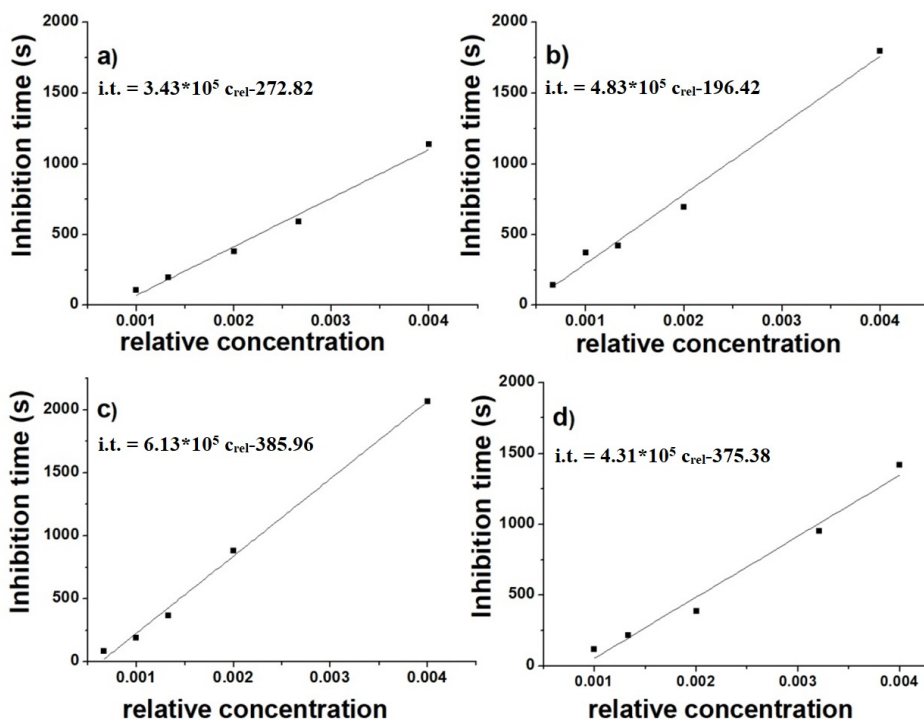 2000
1500
1000
500
0
Inhibition time (s)
a)
i.t. = 3.43*10⁵ c_rel-272.82
0.001 0.002 0.003 0.004
relative concentration
2000
1500
1000
500
0
Inhibition time (s)
b)
i.t. = 4.83*10⁵ c_rel-196.42
0.001 0.002 0.003 0.004
relative concentration
2000
1500
1000
500
0
Inhibition time (s)
c)
i.t. = 6.13*10⁵ c_rel-385.96
0.001 0.002 0.003 0.004
relative concentration
2000
1500
1000
500
0
Inhibition time (s)
d)
i.t. = 4.31*10⁵ c_rel-375.38
0.001 0.002 0.003 0.004
relative concentration